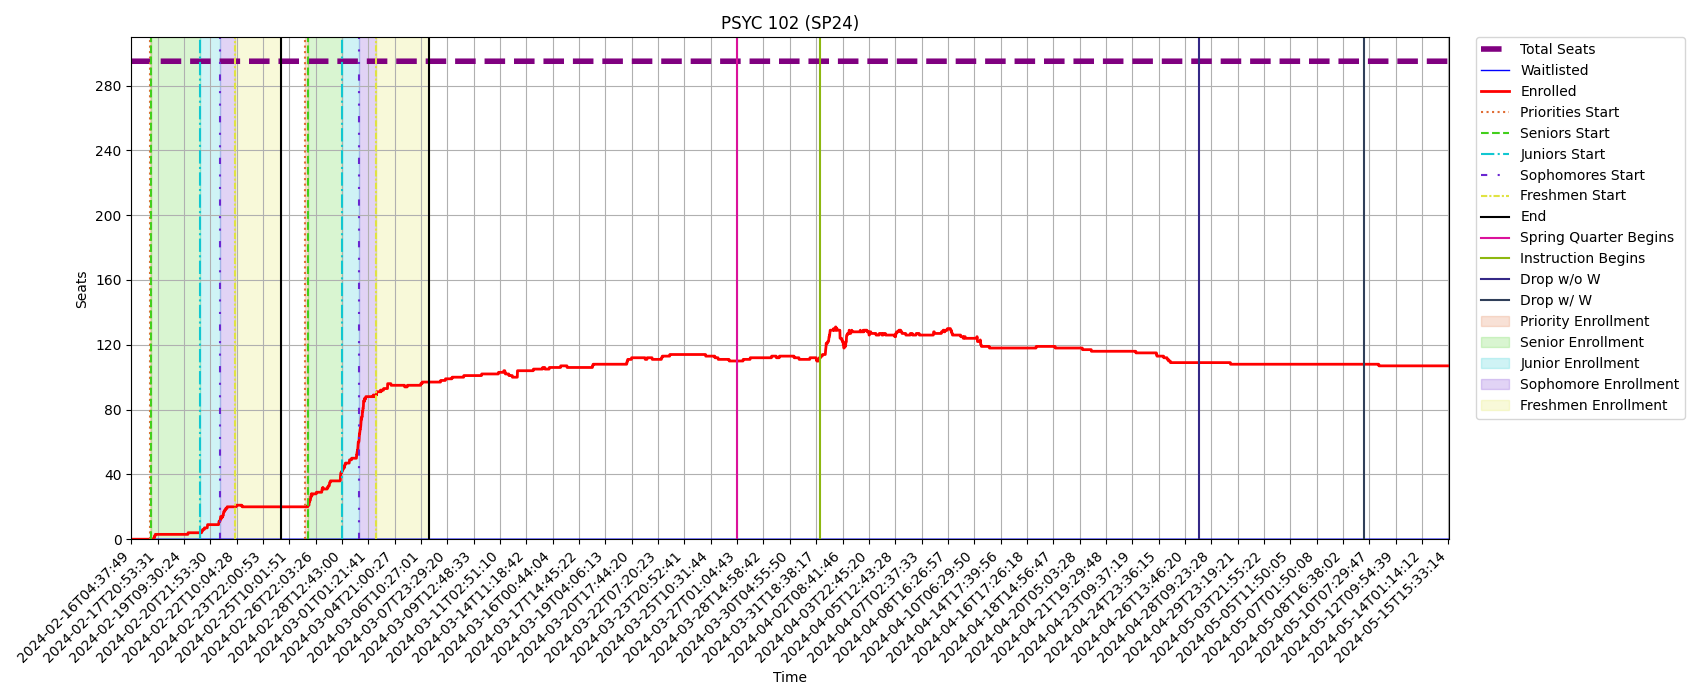 PSYC 102 (SP24)
Seats
280
240
200
160
120
80
40
0
2024-02-16T04:37:49
2024-02-17T20:53:31
2024-02-19T09:30:24
2024-02-20T21:53:30
2024-02-22T10:04:28
2024-02-23T22:00:53
2024-02-25T10:01:51
2024-02-26T22:03:26
2024-02-28T12:43:00
2024-03-01T01:21:41
2024-03-04T21:00:27
2024-03-06T10:27:01
2024-03-07T23:29:20
2024-03-09T12:48:33
2024-03-11T02:51:10
2024-03-14T11:18:42
2024-03-16T00:44:04
2024-03-17T14:45:22
2024-03-19T04:06:13
2024-03-20T17:44:20
2024-03-22T07:20:23
2024-03-23T20:52:41
2024-03-25T10:31:44
2024-03-27T01:04:43
2024-03-28T14:58:42
2024-03-30T04:55:50
2024-03-31T18:38:17
2024-04-02T08:41:46
2024-04-03T22:45:20
2024-04-05T12:43:28
2024-04-07T02:37:33
2024-04-08T16:26:57
2024-04-10T06:29:50
2024-04-14T17:39:56
2024-04-16T17:26:18
2024-04-18T14:56:47
2024-04-20T05:03:28
2024-04-21T19:29:48
2024-04-23T09:37:19
2024-04-24T23:36:15
2024-04-26T13:46:20
2024-04-28T09:23:28
2024-04-29T23:19:21
2024-05-03T21:55:22
2024-05-05T11:50:05
2024-05-07T01:50:08
2024-05-08T16:38:02
2024-05-10T07:29:47
2024-05-12T09:54:39
2024-05-14T01:14:12
2024-05-15T15:33:14
Time
Total Seats
Waitlisted
Enrolled
Priorities Start
Seniors Start
Juniors Start
Sophomores Start
Freshmen Start
End
Spring Quarter Begins
Instruction Begins
Drop w/o W
Drop w/ W
Priority Enrollment
Senior Enrollment
Junior Enrollment
Sophomore Enrollment
Freshmen Enrollment